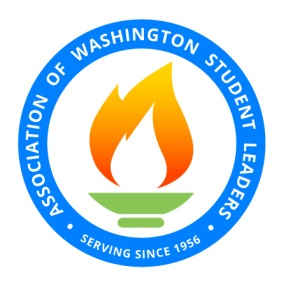 ASSOCIATION OF WASHINGTON STUDENT LEADERS
SERVING SINCE 1956